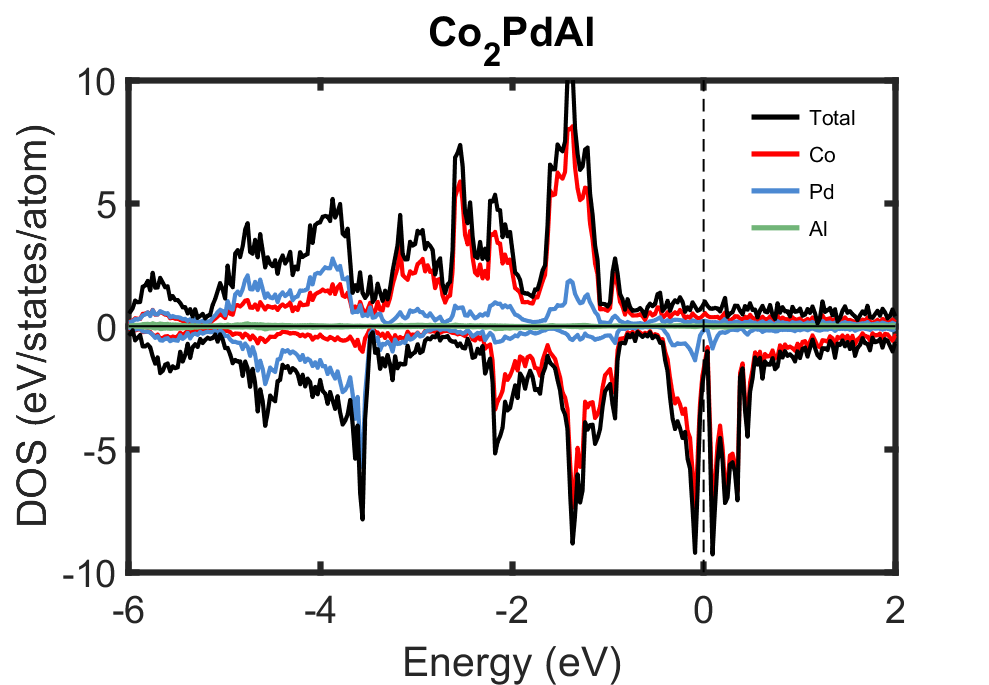 Co₂PdAl
10
5
0
0
-5
-10
DOS (eV/states/atom)
Total
Co
Pd
Al
-6 -4 -2 0 2
Energy (eV)